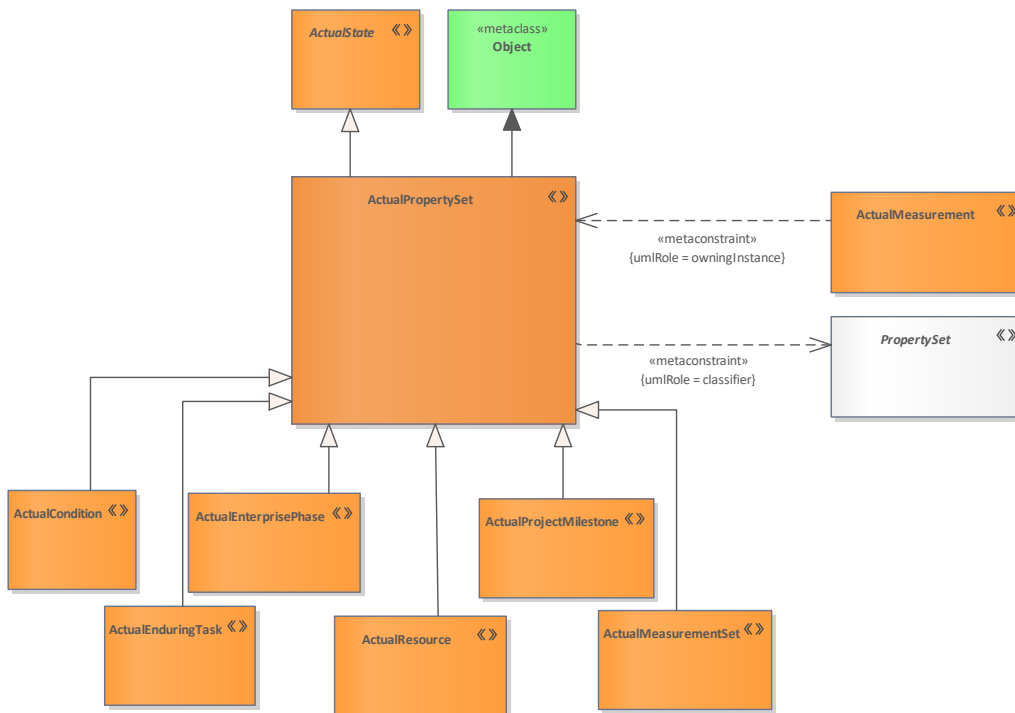 ActualState
«metaclass»
Object
ActualPropertySet
ActualMeasurement
«metaconstraint»
{umlRole = owningInstance}
PropertySet
«metaconstraint»
{umlRole = classifier}
ActualCondition
ActualEnterprisePhase
ActualProjectMilestone
ActualEnduringTask
ActualResource
ActualMeasurementSet